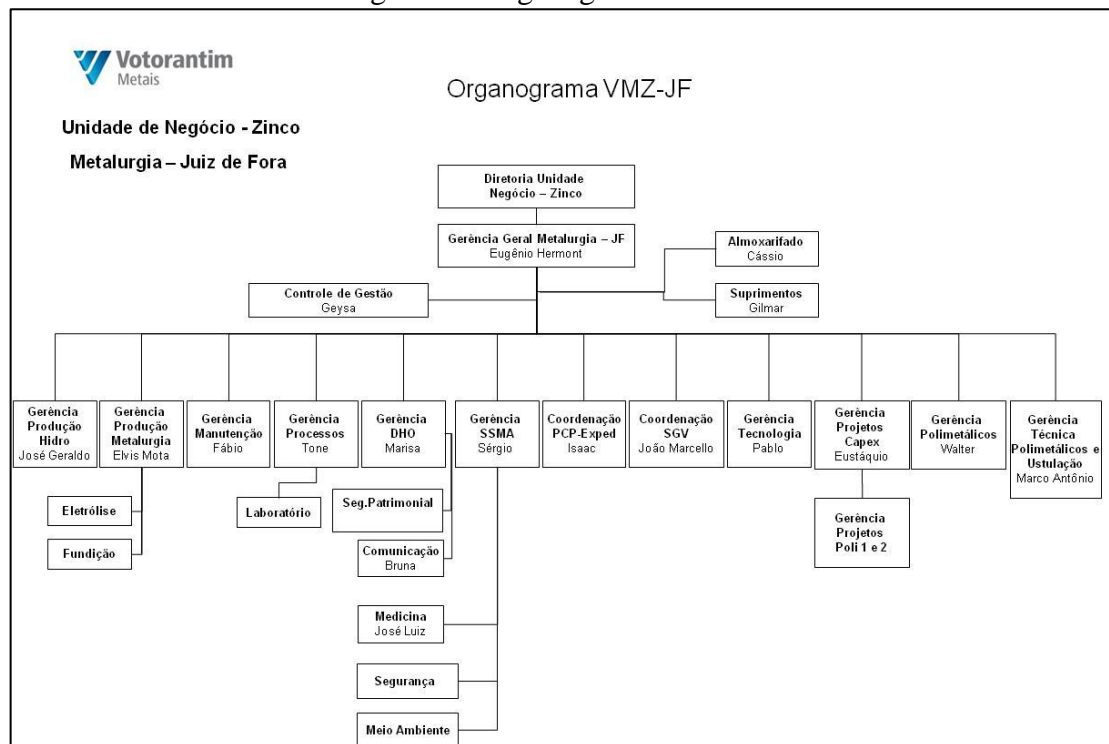 Votorantim
Metais
Organograma VMZ-JF
Unidade de Negócio - Zinco
Metalurgia – Juiz de Fora
Diretoria Unidade
Negócio – Zinco
Gerência Geral Metalurgia – JF
Eugênio Hermont
Almoxarifado
Cássio
Controle de Gestão
Geysa
Suprimentos
Gilmar
Gerência
Produção
Hidro
José Geraldo
Gerência
Produção
Metalurgia
Elvis Mota
Gerência
Manutenção
Fábio
Gerência
Processos
Tone
Gerência
DHO
Marisa
Gerência
SSMA
Sérgio
Coordenação
PCP-Exped
Isaac
Coordenação
SGV
João Marcello
Gerência
Tecnologia
Pablo
Gerência
Projetos
Capex
Eustáquio
Gerência
Polimetálicos
Walter
Gerência
Técnica
Polimetálicos e
Ustulação
Marco Antônio
Eletrólise
Fundição
Laboratório
Seg.Patrimonial
Comunicação
Bruna
Gerência
Projetos
Poli 1 e 2
Medicina
José Luiz
Segurança
Meio Ambiente